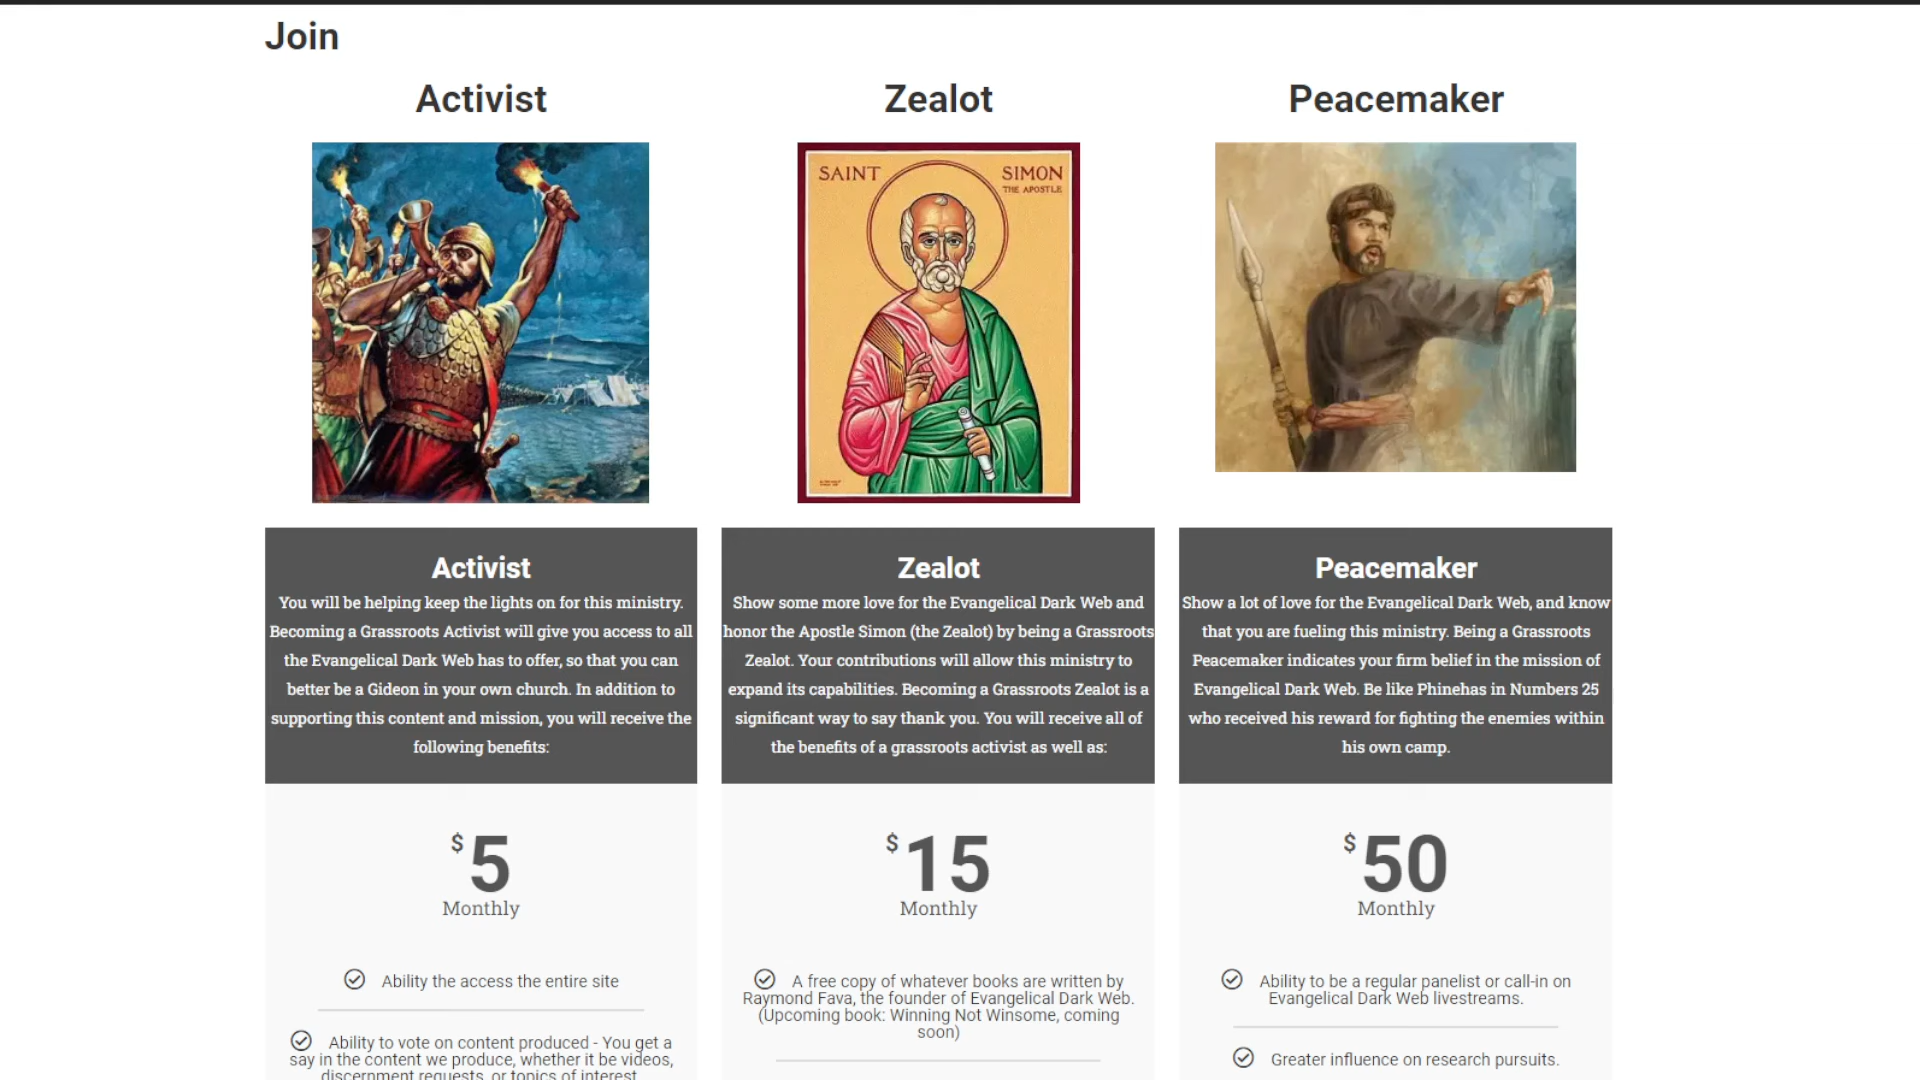 Join
Activist
Zealot
Peacemaker
SAINT SIMON
THE APOSTLE
Activist
You will be helping keep the lights on for this ministry.
Becoming a Grassroots Activist will give you access to all
the Evangelical Dark Web has to offer, so that you can
better be a Gideon in your own church. In addition to
supporting this content and mission, you will receive the
following benefits:
$5
Monthly
Ability the access the entire site
Ability to vote on content produced - You get a
say in the content we produce, whether it be videos,
discernment requests, or topics of interest
Zealot
Show some more love for the Evangelical Dark Web and
honor the Apostle Simon (the Zealot) by being a Grassroots
Zealot. Your contributions will allow this ministry to
expand its capabilities. Becoming a Grassroots Zealot is a
significant way to say thank you. You will receive all of
the benefits of a grassroots activist as well as:
$15
Monthly
A free copy of whatever books are written by
Raymond Fava, the founder of Evangelical Dark Web.
(Upcoming book: Winning Not Winsome, coming
soon)
Peacemaker
Show a lot of love for the Evangelical Dark Web, and know
that you are fueling this ministry. Being a Grassroots
Peacemaker indicates your firm belief in the mission of
Evangelical Dark Web. Be like Phinehas in Numbers 25
who received his reward for fighting the enemies within
his own camp.
$50
Monthly
Ability to be a regular panelist or call-in on
Evangelical Dark Web livestreams.
Greater influence on research pursuits.